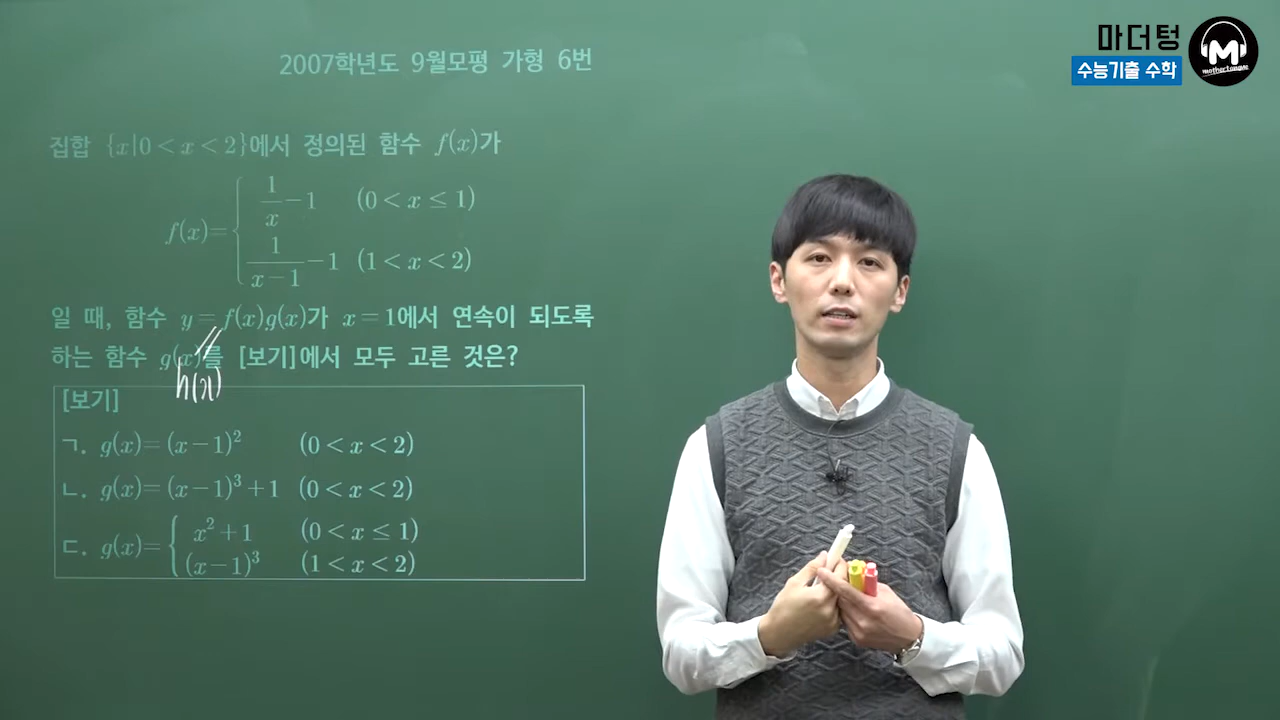 마더텅
수능기출 수학
M
mothertongue
2007학년도 9월모평 가형 6번
집합 {x|0<x<2}에서 정의된 함수 f(x)가
f(x)={ 1/x -1 (0<x≤1)
1/(x-1) -1 (1<x<2)
일 때, 함수 y=f(x)g(x)가 x=1에서 연속이 되도록
하는 함수 g(x)를 [보기]에서 모두 고른 것은?
h(x)
[보기]
ㄱ. g(x)=(x-1)² (0<x<2)
ㄴ. g(x)=(x-1)³+1 (0<x<2)
ㄷ. g(x)={ x²+1 (0<x≤1)
(x-1)³ (1<x<2)